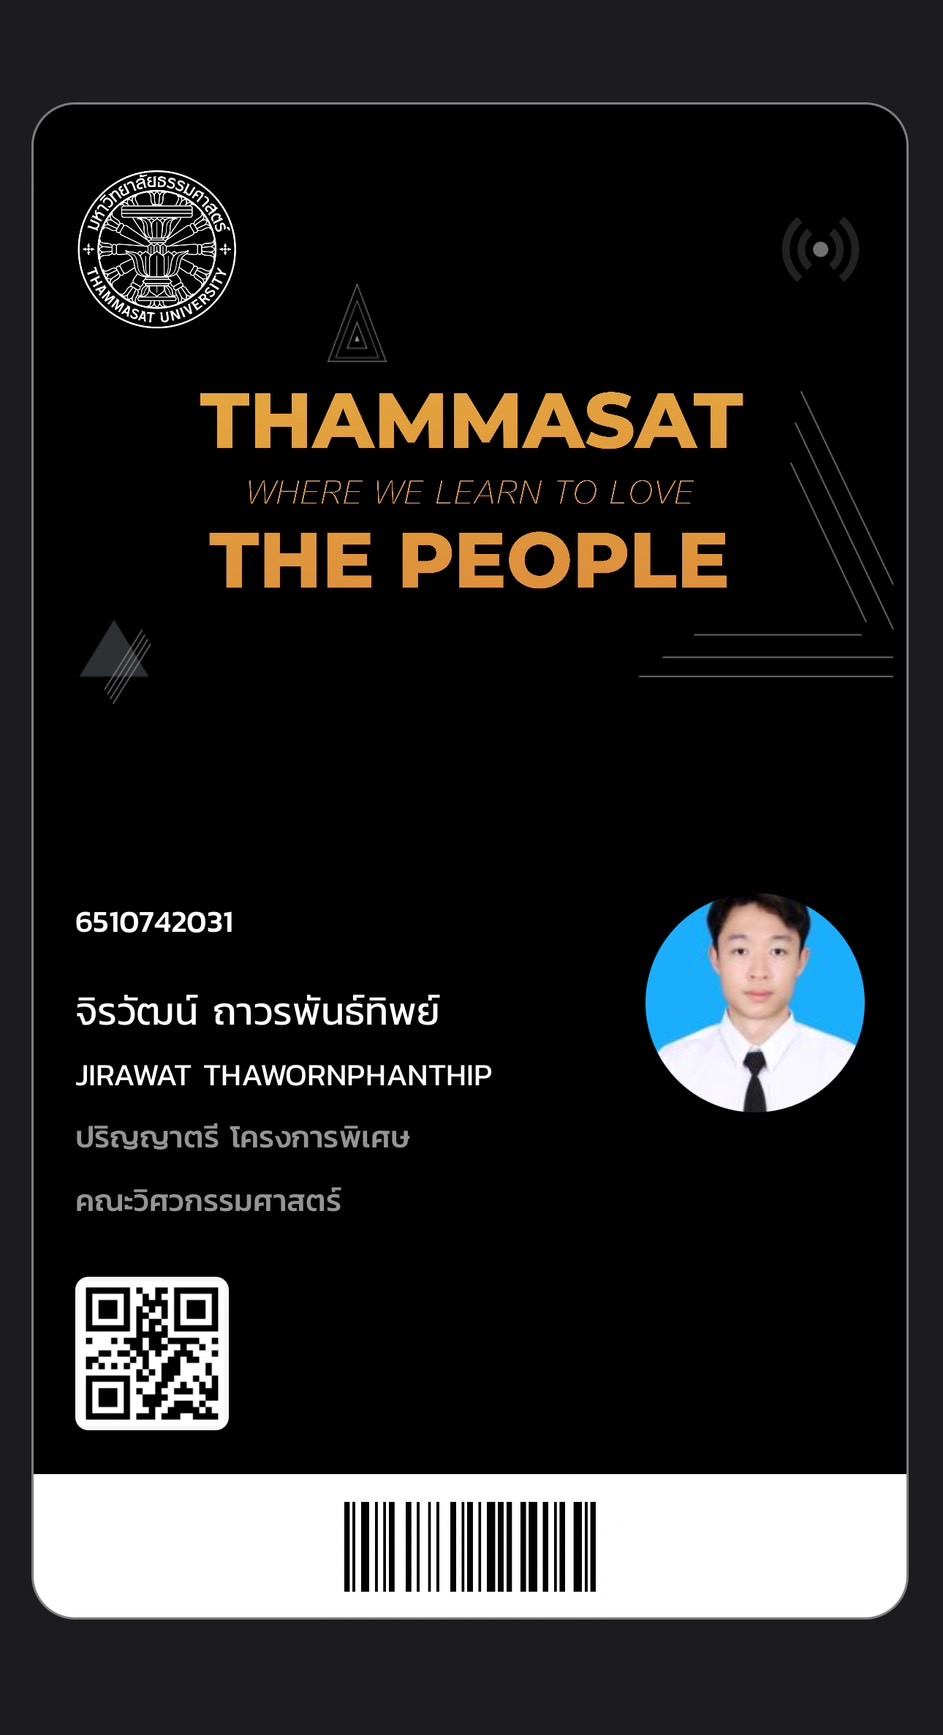 มหาวิทยาลัยธรรมศาสตร์
THAMMASAT UNIVERSITY
THAMMASAT
WHERE WE LEARN TO LOVE
THE PEOPLE
6510742031
จิรวัฒน์ ถาวรพันธ์ทิพย์
JIRAWAT THAWORNPHANTHIP
ปริญญาตรี โครงการพิเศษ
คณะวิศวกรรมศาสตร์